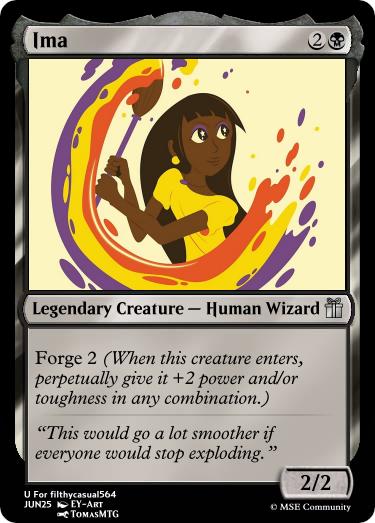 Ima
2
Legendary Creature — Human Wizard
Forge 2 (When this creature enters,
perpetually give it +2 power and/or
toughness in any combination.)
“This would go a lot smoother if
everyone would stop exploding.”
2/2
U For filthycasual564
JUN25 EY-Art
TomasMTG
© MSE Community